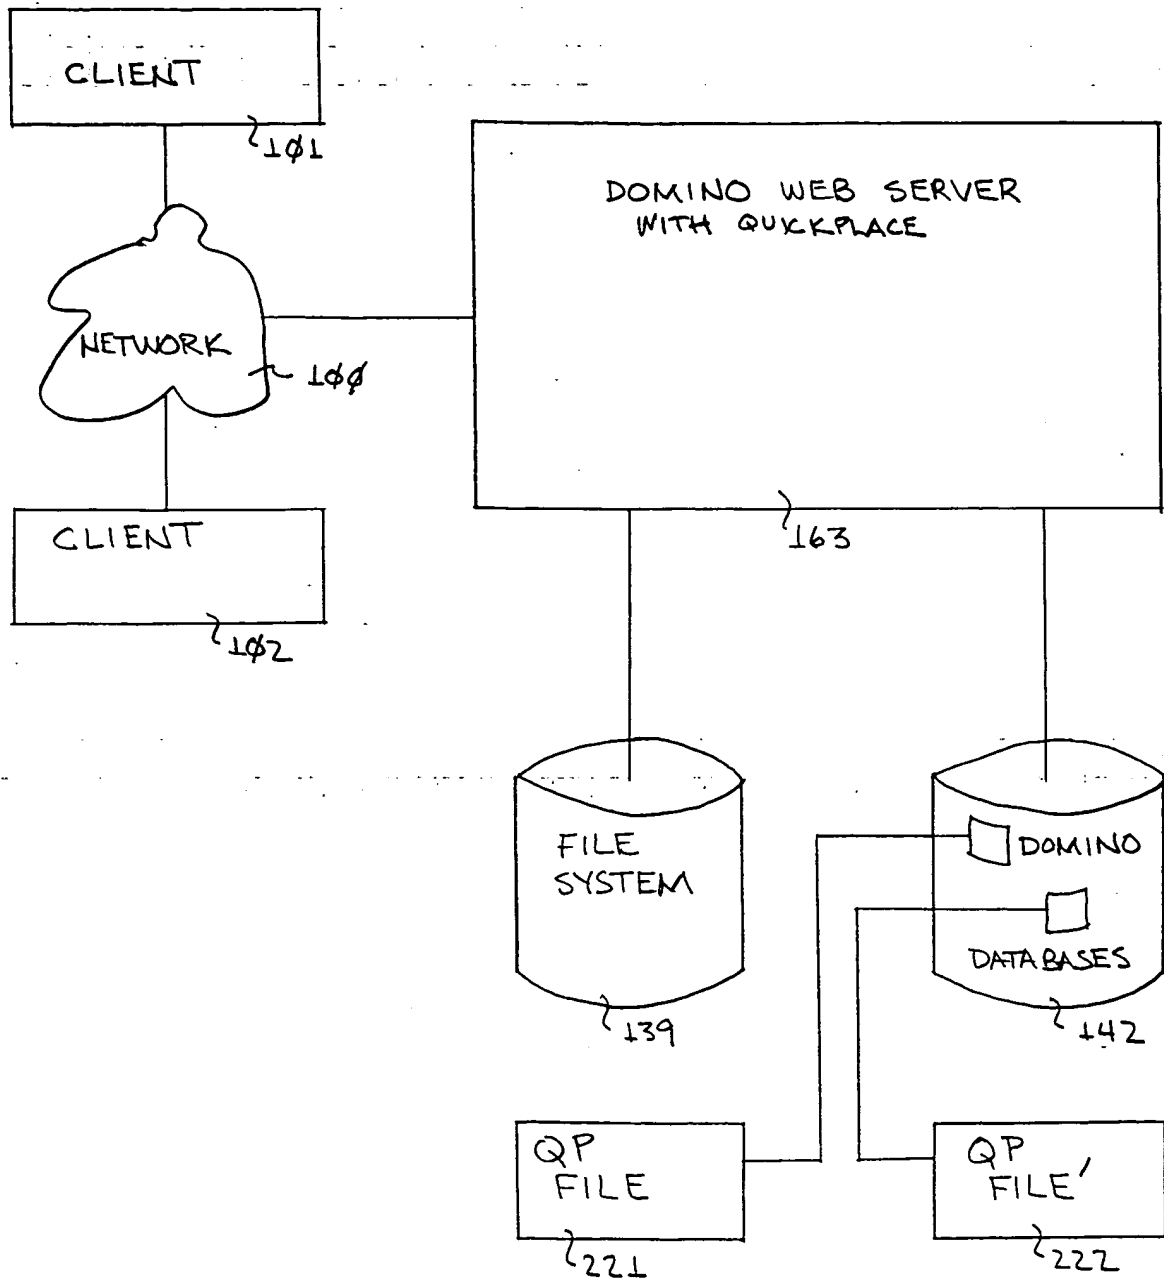 CLIENT
101
DOMINO WEB SERVER
WITH QUICKPLACE
NETWORK
100
163
CLIENT
102
FILE
SYSTEM
DOMINO
DATABASES
139
142
QP
FILE
QP
FILE'
221
222